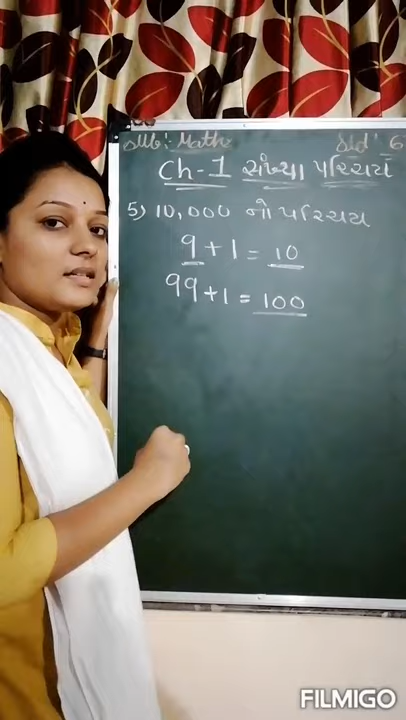 Sub: Maths Std: 6
Ch-1 સંખ્યા પરિચય
5) 10,000 નો પરિચય
9 + 1 = 10
99 + 1 = 100
FILMIGO